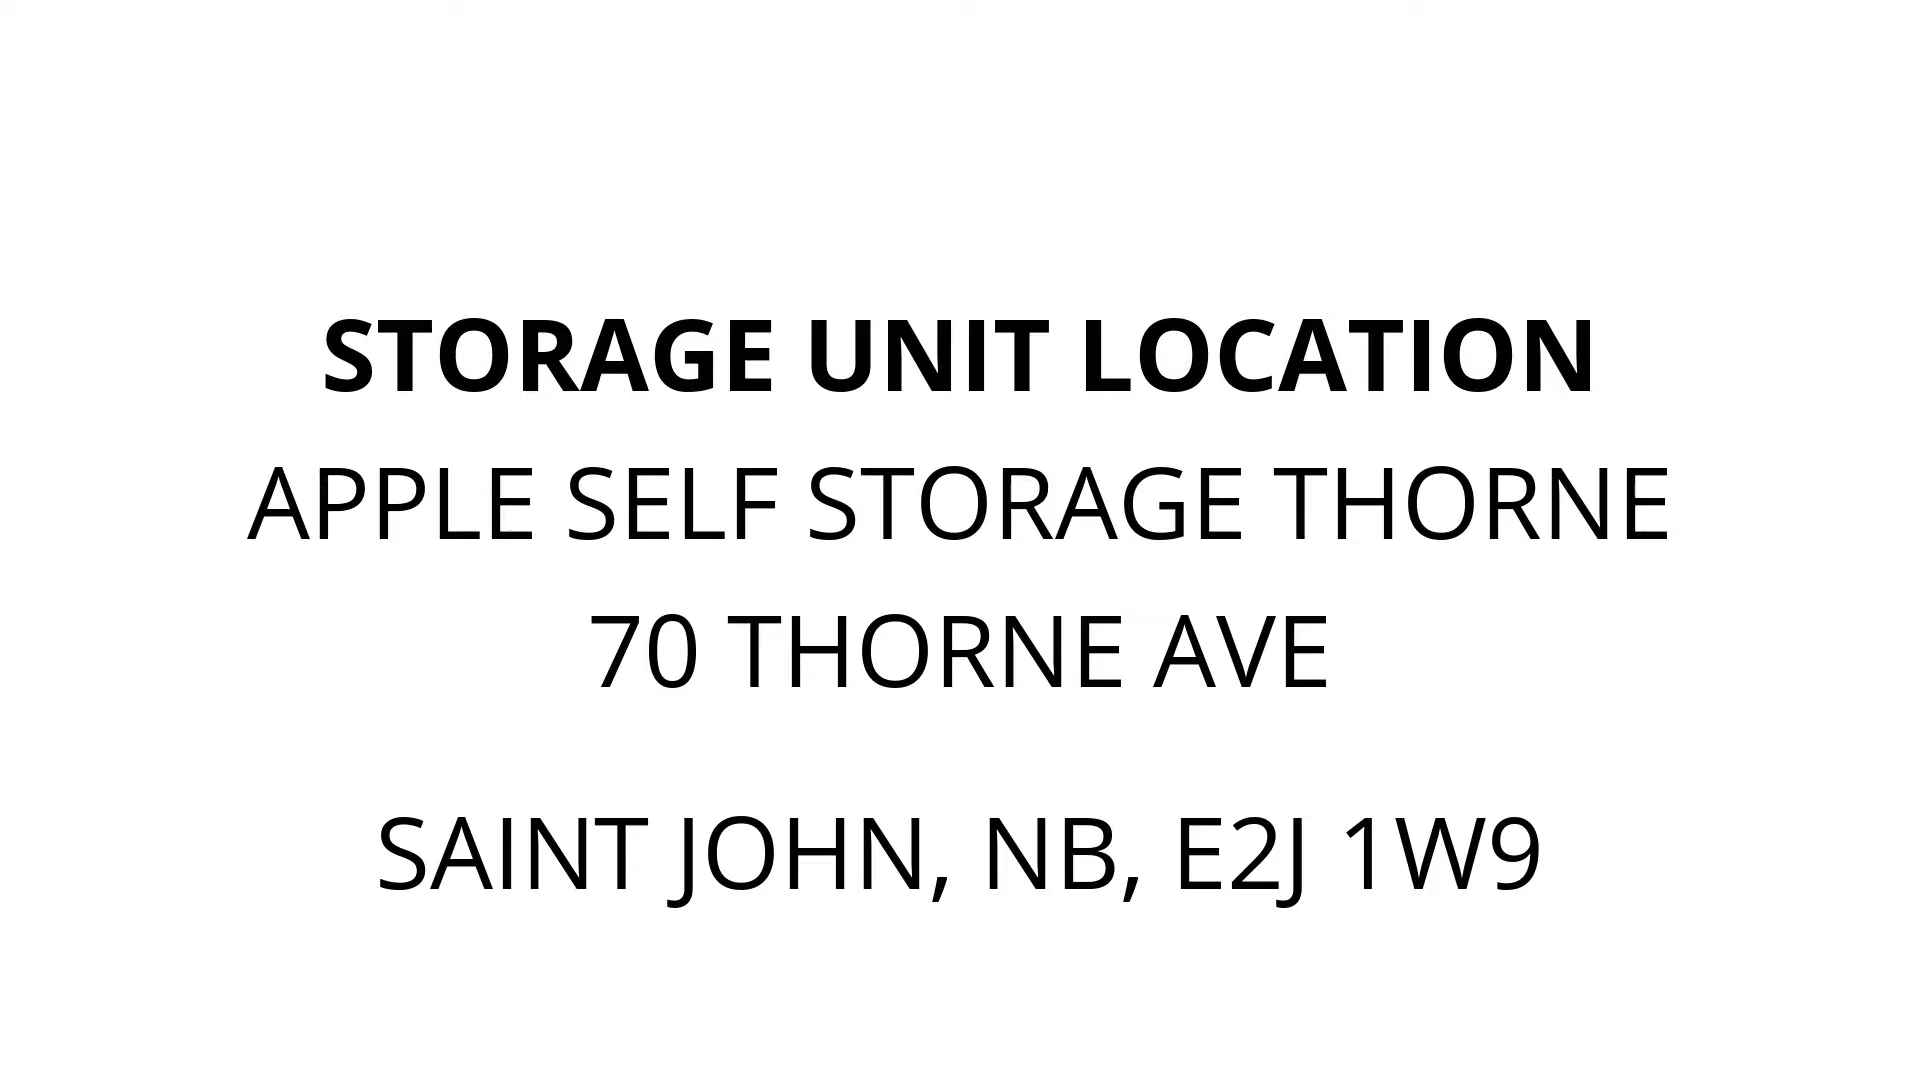 STORAGE UNIT LOCATION
APPLE SELF STORAGE THORNE
70 THORNE AVE
SAINT JOHN, NB, E2J 1W9